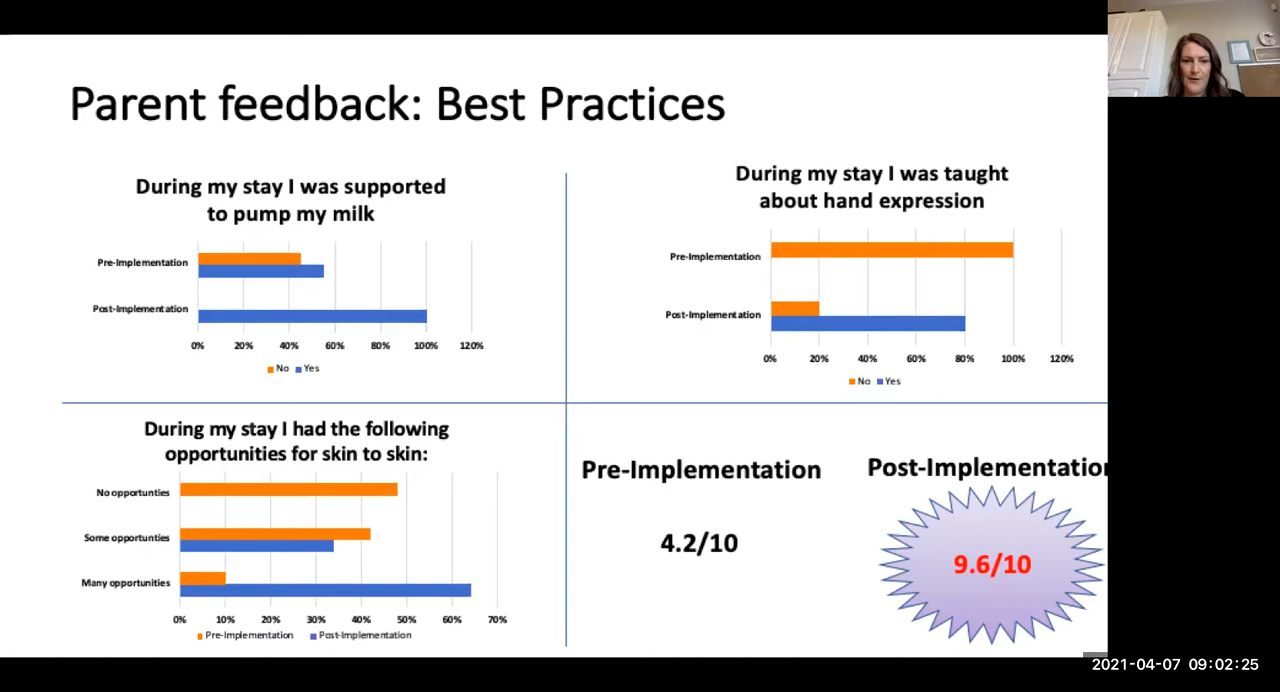 Parent feedback: Best Practices
During my stay I was supported
to pump my milk
Pre-Implementation
Post-Implementation
0% 20% 40% 60% 80% 100% 120%
No Yes
During my stay I was taught
about hand expression
Pre-Implementation
Post-Implementation
0% 20% 40% 60% 80% 100% 120%
No Yes
During my stay I had the following
opportunities for skin to skin:
No opportunties
Some opportunties
Many opportunities
0% 10% 20% 30% 40% 50% 60% 70%
Pre-Implementation Post-Implementation
Pre-Implementation
4.2/10
Post-Implementation
9.6/10
2021-04-07 09:02:25